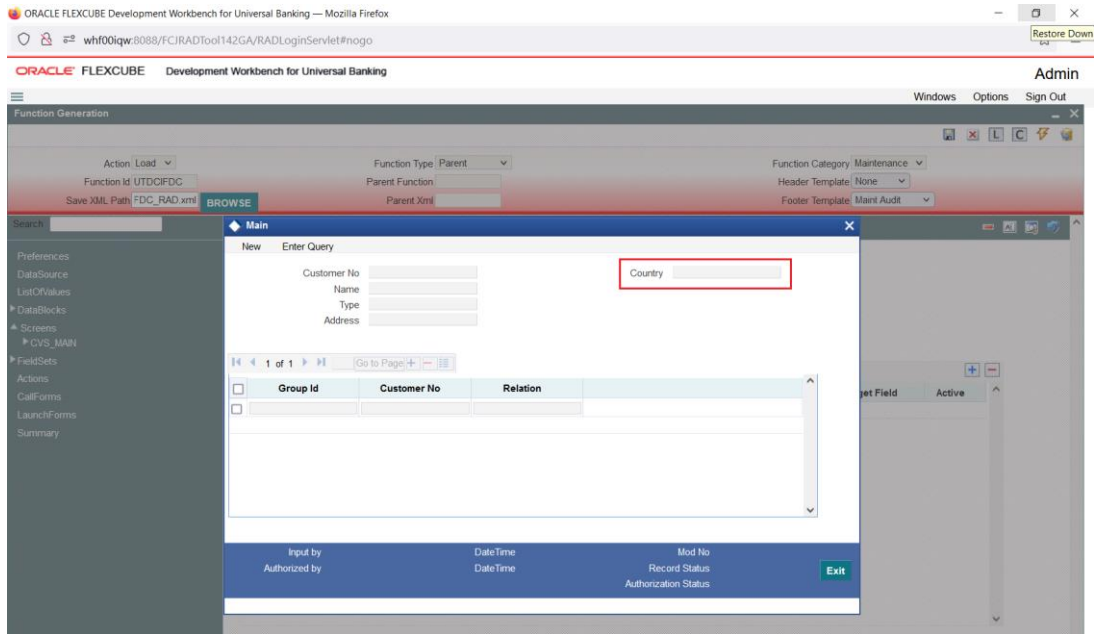 ORACLE FLEXCUBE Development Workbench for Universal Banking — Mozilla Firefox
Restore Down
whf00iqw:8088/FCJRADTool142GA/RADLoginServlet#nogo
ORACLE FLEXCUBE Development Workbench for Universal Banking Admin
Windows Options Sign Out
Function Generation
L C
Action Load Function Type Parent Function Category Maintenance
Function Id UTDCIFDC Parent Function Header Template None
Save XML Path FDC_RAD.xml BROWSE Parent Xml Footer Template Maint Audit
Search
Main
New Enter Query
Preferences
DataSource
ListOfValues
DataBlocks
Screens
CVS_MAIN
FieldSets
Actions
CallForms
LaunchForms
Summary
Customer No Country
Name
Type
Address
1 of 1 Go to Page
Group Id Customer No Relation
get Field Active
Input by DateTime Mod No
Authorized by DateTime Record Status
Authorization Status
Exit